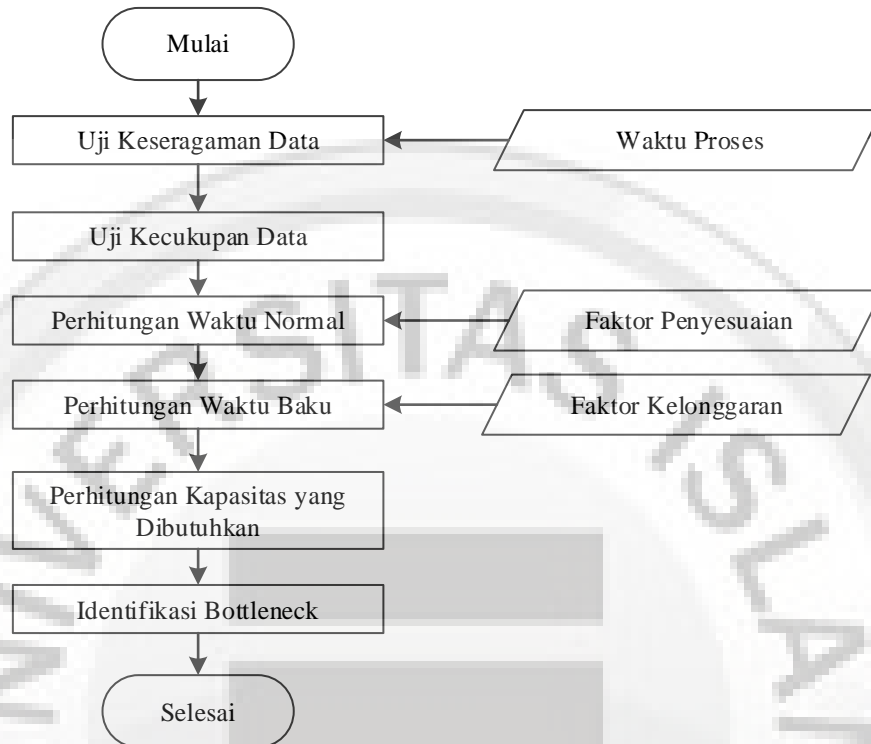 Mulai
Uji Keseragaman Data
Waktu Proses
Uji Kecukupan Data
Perhitungan Waktu Normal
Faktor Penyesuaian
Perhitungan Waktu Baku
Faktor Kelonggaran
Perhitungan Kapasitas yang
Dibutuhkan
Identifikasi Bottleneck
Selesai